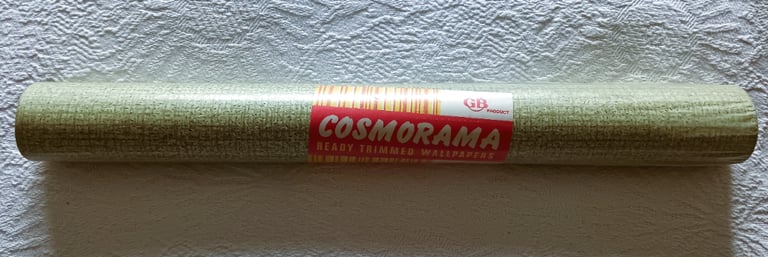 GB
PRODUCT
COSMORAMA
READY TRIMMED WALLPAPERS